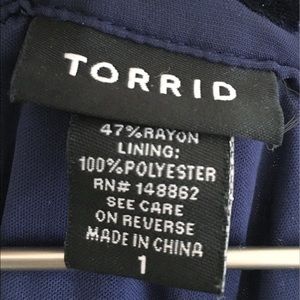 TORRID
47%RAYON
LINING:
100%POLYESTER
RN# 148862
SEE CARE
ON REVERSE
MADE IN CHINA
1